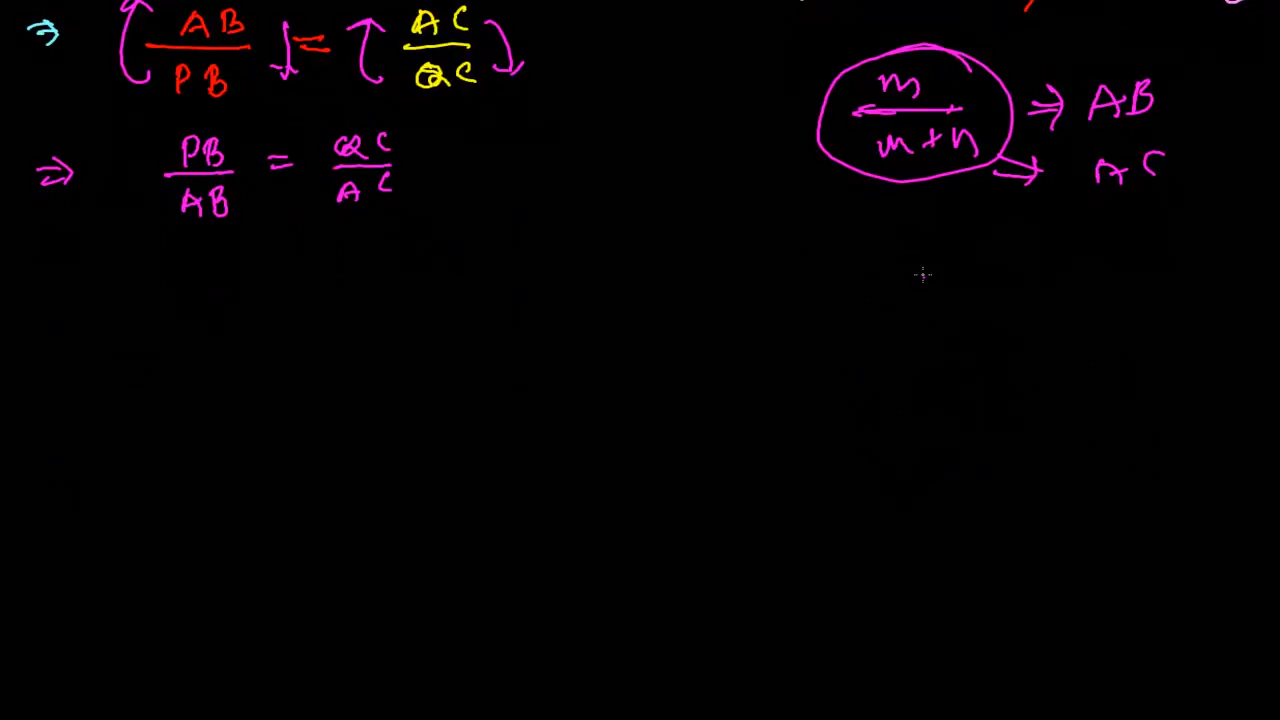 ⇒ AB/PB = AC/QC
⇒ PB/AB = QC/AC
m/m+n ⇒ AB
→ AC